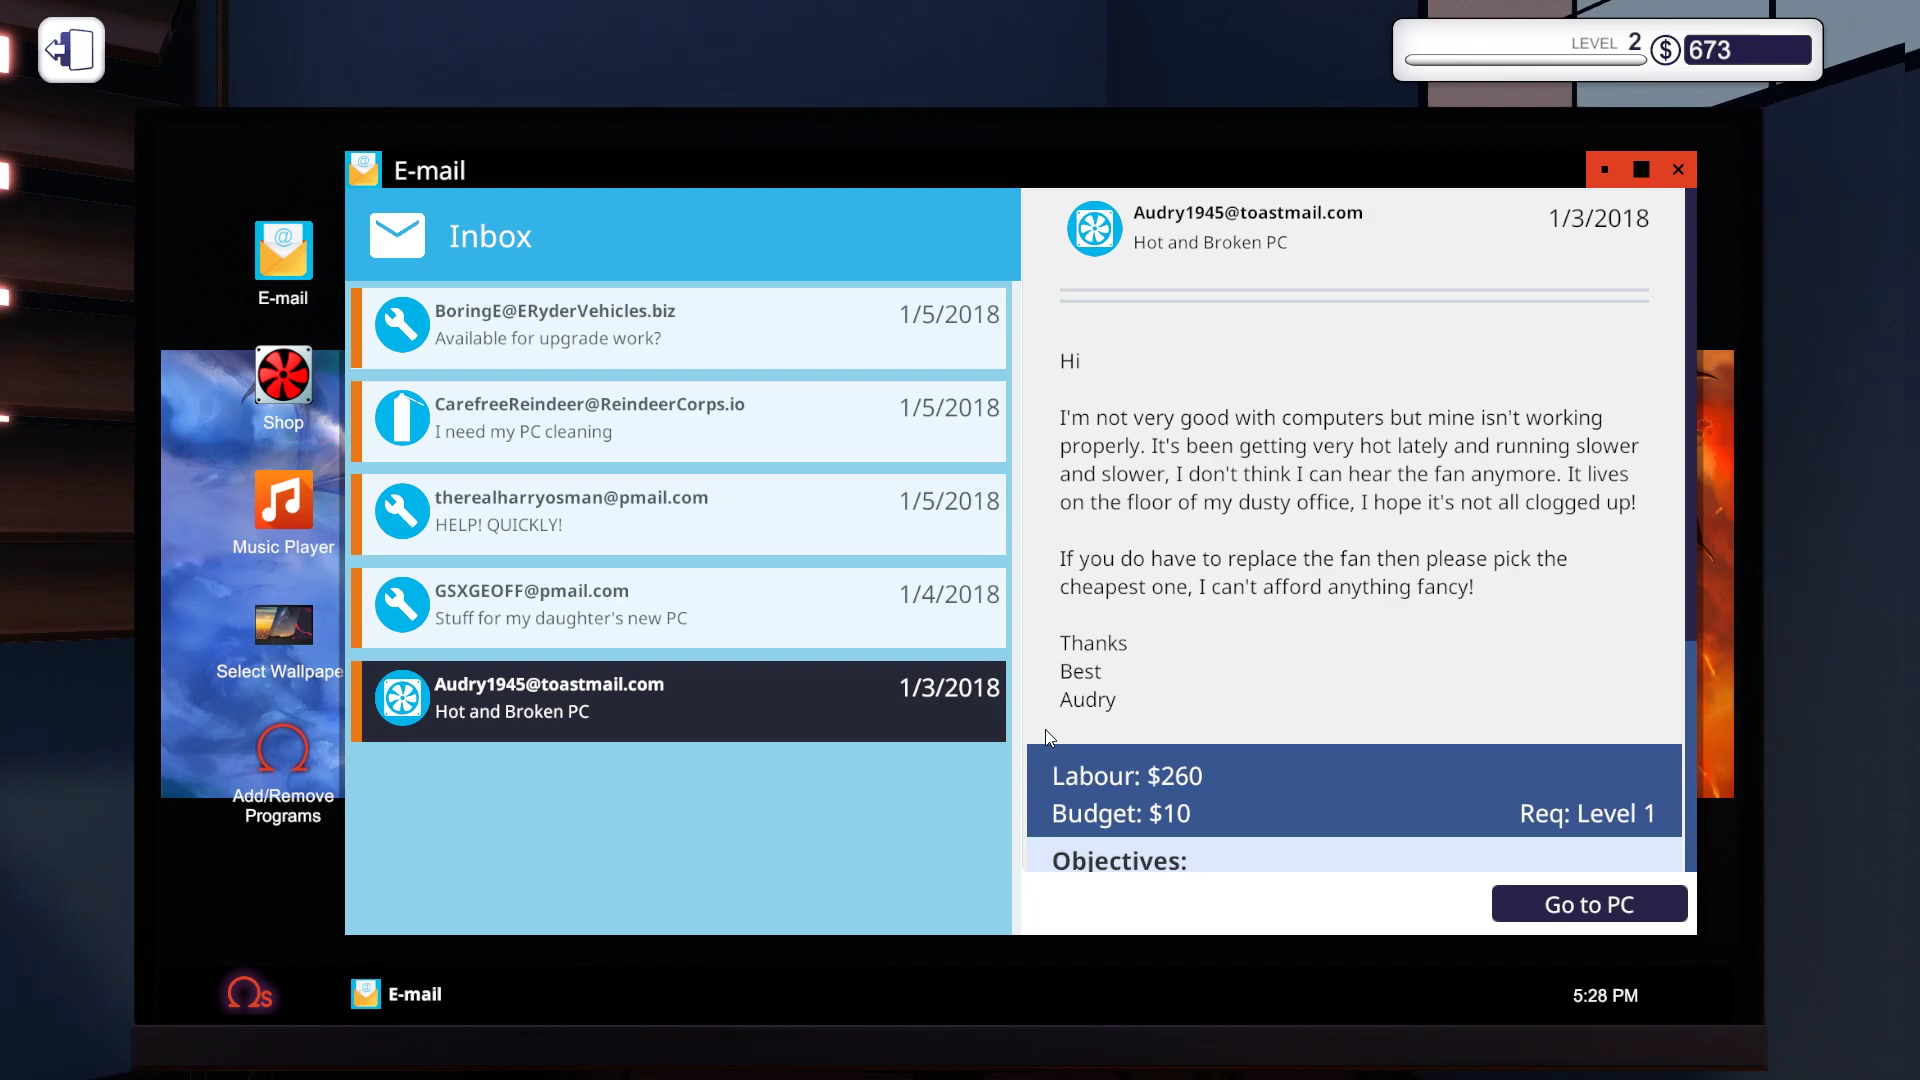 LEVEL 2 $ 673
E-mail
E-mail
Shop
Music Player
Select Wallpape
Add/Remove
Programs
Inbox
BoringE@ERyderVehicles.biz 1/5/2018
Available for upgrade work?
CarefreeReindeer@ReindeerCorps.io 1/5/2018
I need my PC cleaning
therealharryosman@pmail.com 1/5/2018
HELP! QUICKLY!
GSXGEOFF@pmail.com 1/4/2018
Stuff for my daughter's new PC
Audry1945@toastmail.com 1/3/2018
Hot and Broken PC
Audry1945@toastmail.com 1/3/2018
Hot and Broken PC
Hi
I'm not very good with computers but mine isn't working
properly. It's been getting very hot lately and running slower
and slower, I don't think I can hear the fan anymore. It lives
on the floor of my dusty office, I hope it's not all clogged up!
If you do have to replace the fan then please pick the
cheapest one, I can't afford anything fancy!
Thanks
Best
Audry
Labour: $260
Budget: $10 Req: Level 1
Objectives:
Go to PC
Ωs
E-mail
5:28 PM